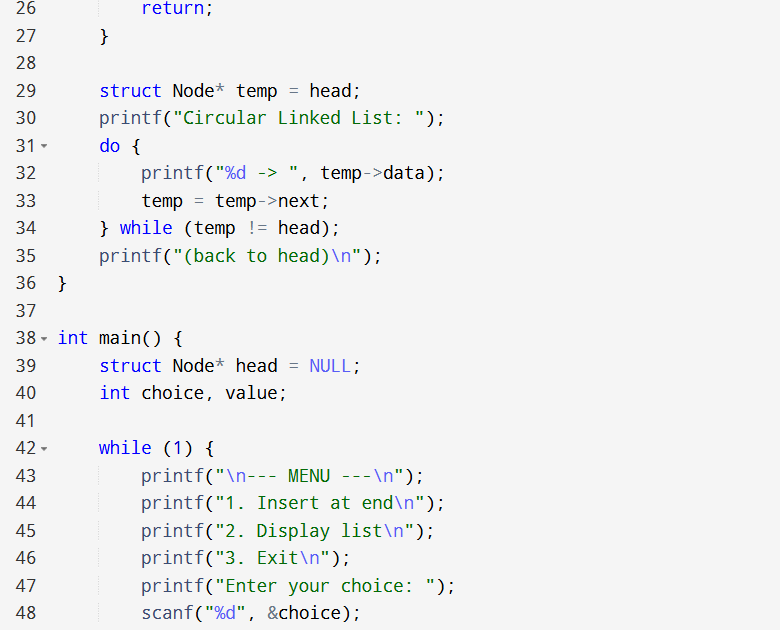 26         return;
27     }
28
29     struct Node* temp = head;
30     printf("Circular Linked List: ");
31     do {
32         printf("%d -> ", temp->data);
33         temp = temp->next;
34     } while (temp != head);
35     printf("(back to head)\n");
36 }
37
38 int main() {
39     struct Node* head = NULL;
40     int choice, value;
41
42     while (1) {
43         printf("\n--- MENU ---\n");
44         printf("1. Insert at end\n");
45         printf("2. Display list\n");
46         printf("3. Exit\n");
47         printf("Enter your choice: ");
48         scanf("%d", &choice);